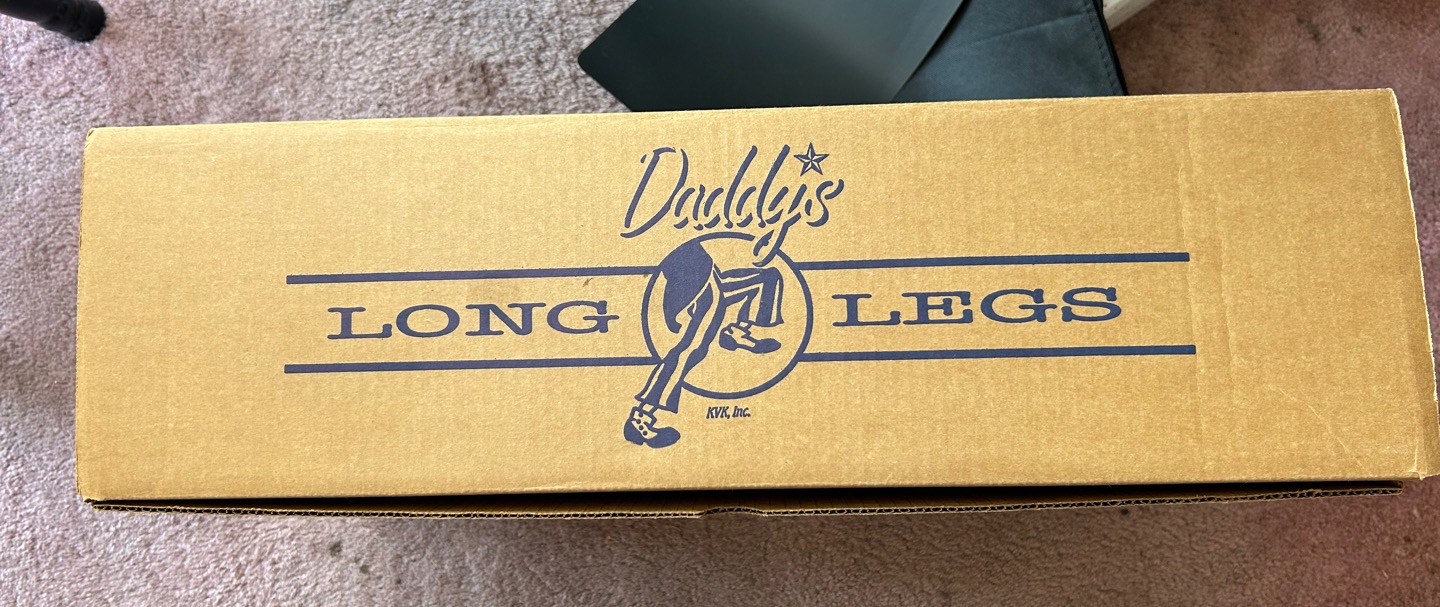 Daddy's
LONG LEGS
KVK, Inc.